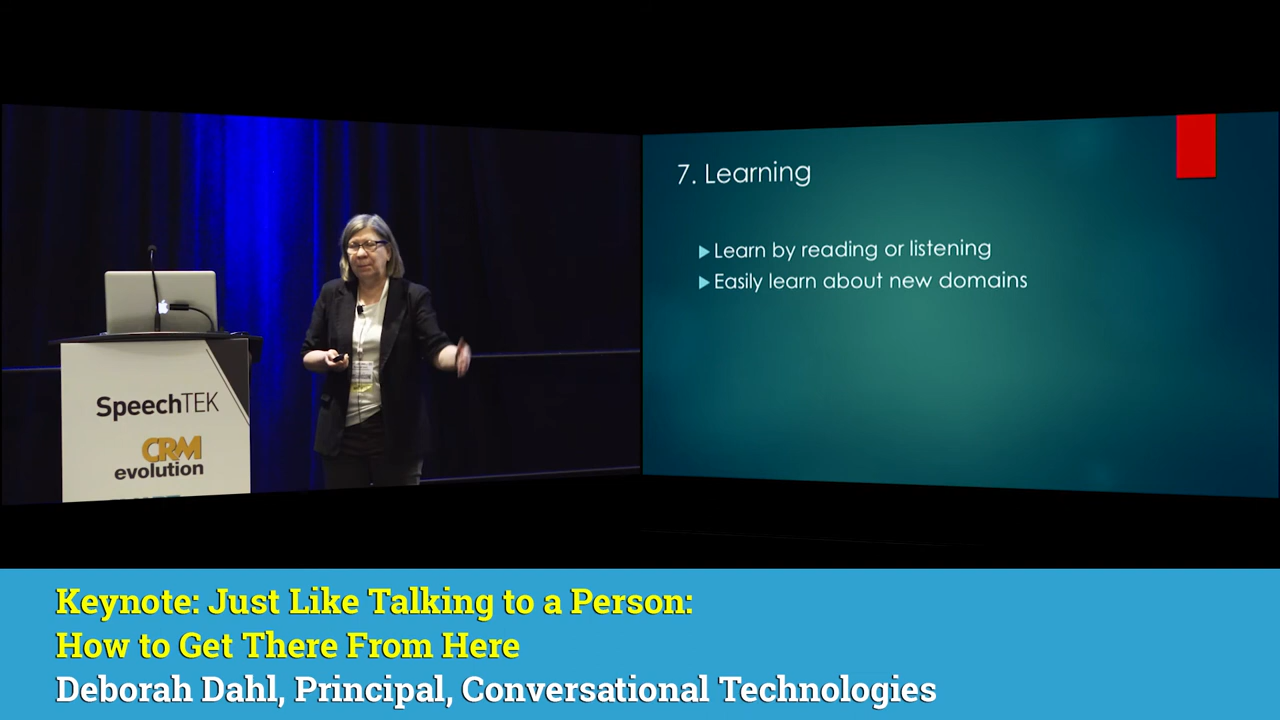 7. Learning
Learn by reading or listening
Easily learn about new domains
SpeechTEK
CRM
evolution
Keynote: Just Like Talking to a Person:
How to Get There From Here
Deborah Dahl, Principal, Conversational Technologies